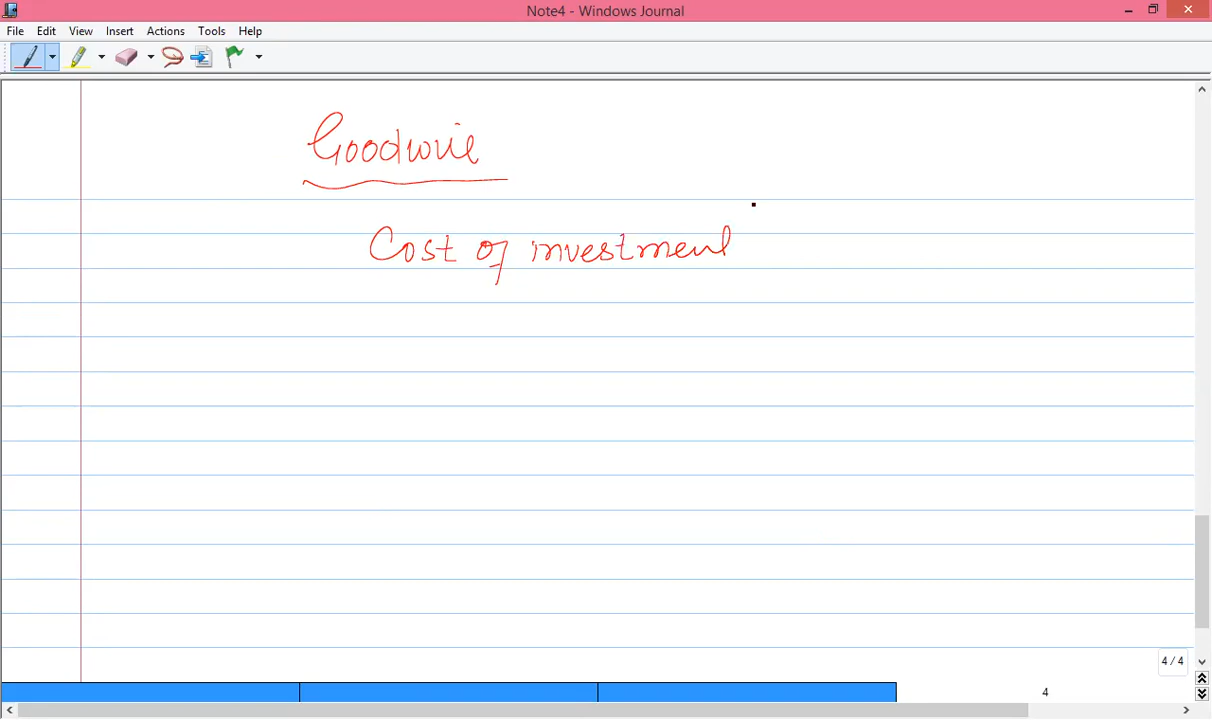 Note4 - Windows Journal
File Edit View Insert Actions Tools Help
Goodwill
Cost of investment
4 / 4
4